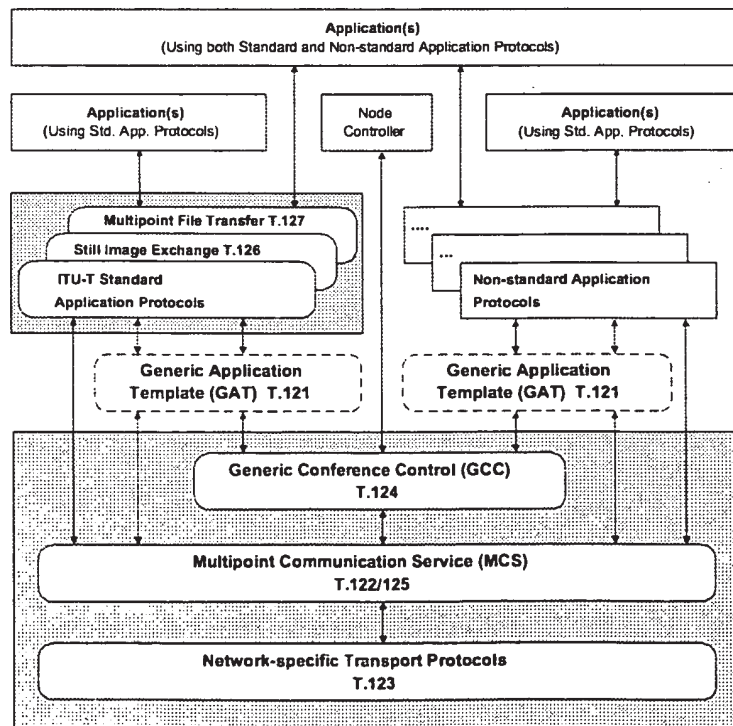 Application(s)
(Using both Standard and Non-standard Application Protocols)
Application(s)
(Using Std. App. Protocols)
Node
Controller
Application(s)
(Using Std. App. Protocols)
Multipoint File Transfer T.127
Still Image Exchange T.126
ITU-T Standard
Application Protocols
....
...
Non-standard Application
Protocols
Generic Application
Template (GAT) T.121
Generic Application
Template (GAT) T.121
Generic Conference Control (GCC)
T.124
Multipoint Communication Service (MCS)
T.122/125
Network-specific Transport Protocols
T.123